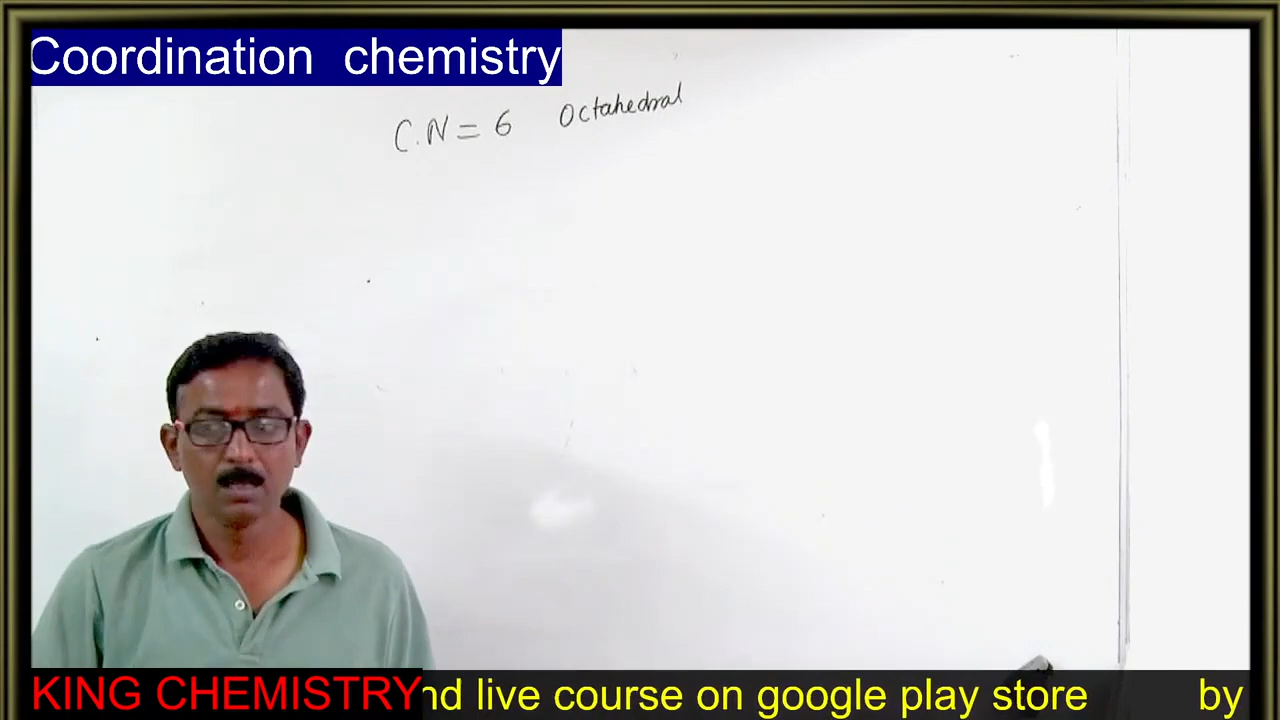 Coordination chemistry
C.N = 6 Octahedral
KING CHEMISTRY nd live course on google play store by